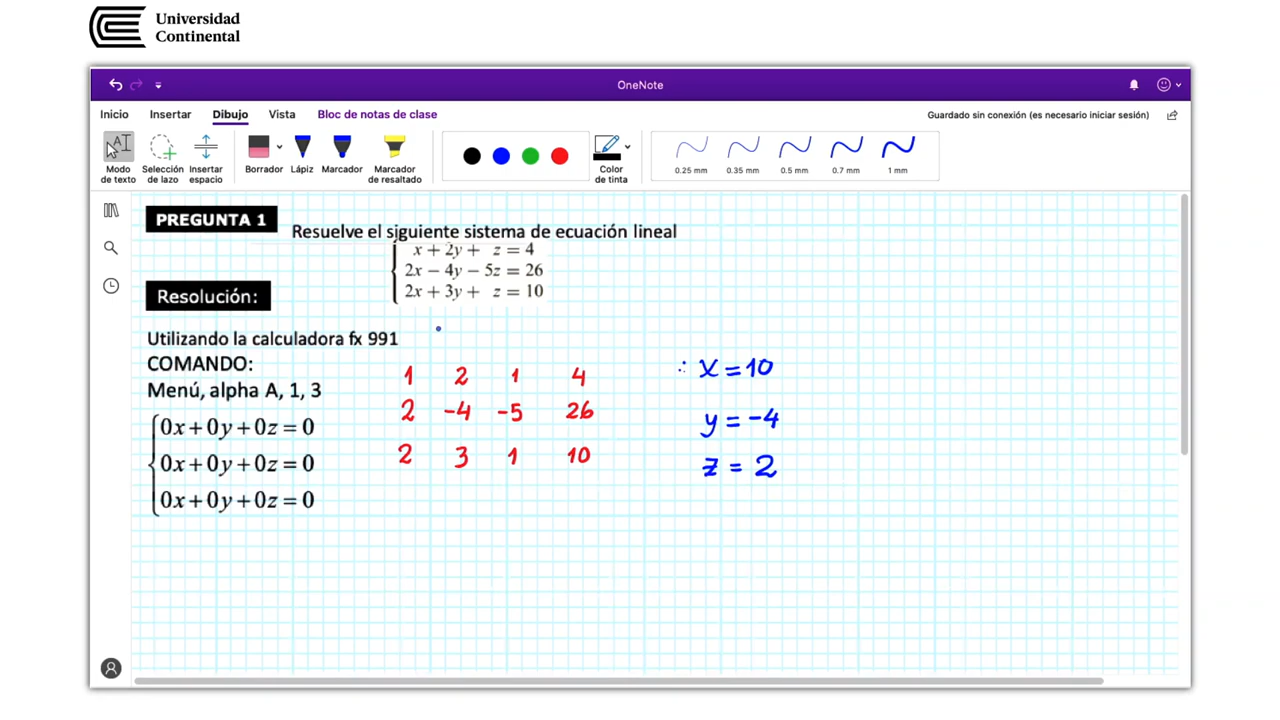 Universidad
Continental
OneNote
Inicio Insertar Dibujo Vista Bloc de notas de clase
Guardado sin conexión (es necesario iniciar sesión)
Modo de texto
Selección de lazo
Insertar espacio
Borrador
Lápiz
Marcador
Marcador de resaltado
Color de tinta
0.25 mm 0.35 mm 0.5 mm 0.7 mm 1 mm
PREGUNTA 1
Resuelve el siguiente sistema de ecuación lineal
x + 2y + z = 4
2x − 4y − 5z = 26
2x + 3y + z = 10
Resolución:
Utilizando la calculadora fx 991
COMANDO:
Menú, alpha A, 1, 3
0x + 0y + 0z = 0
0x + 0y + 0z = 0
0x + 0y + 0z = 0
1 2 1 4
2 -4 -5 26
2 3 1 10
∴ x = 10
y = -4
z = 2